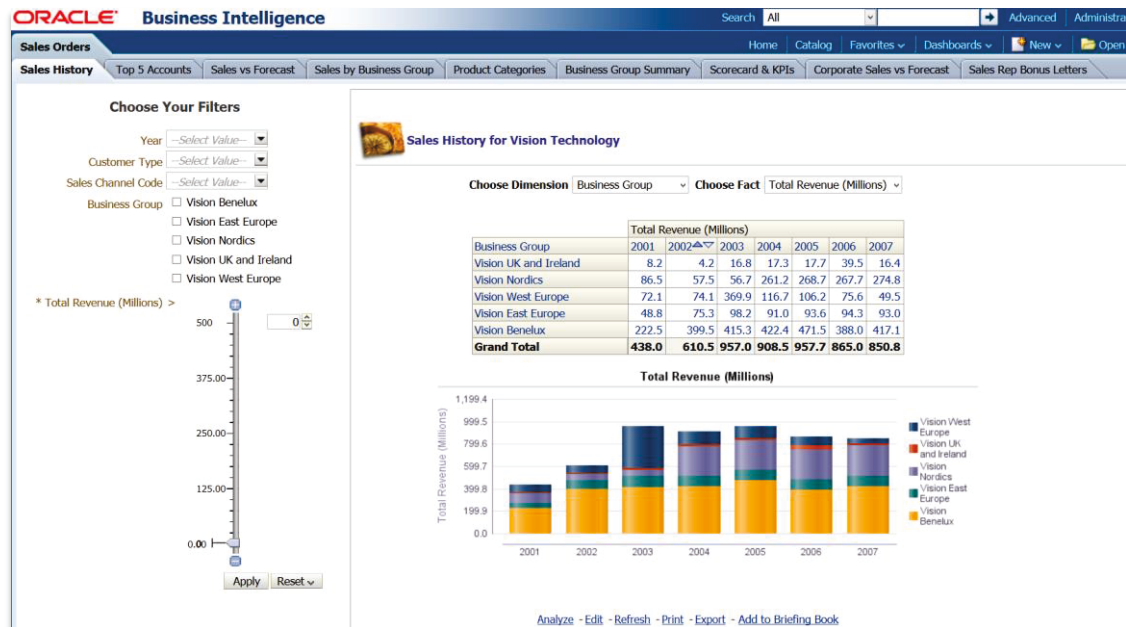 ORACLE Business Intelligence Search All Advanced Administra
Sales Orders Home Catalog Favorites Dashboards New Open
Sales History Top 5 Accounts Sales vs Forecast Sales by Business Group Product Categories Business Group Summary Scorecard & KPIs Corporate Sales vs Forecast Sales Rep Bonus Letters
Choose Your Filters
Year --Select Value--
Customer Type --Select Value--
Sales Channel Code --Select Value--
Business Group Vision Benelux
Vision East Europe
Vision Nordics
Vision UK and Ireland
Vision West Europe
* Total Revenue (Millions) >
500 0
375.00
250.00
125.00
0.00
Apply Reset
Sales History for Vision Technology
Choose Dimension Business Group Choose Fact Total Revenue (Millions)
Total Revenue (Millions)
Business Group 2001 2002 2003 2004 2005 2006 2007
Vision UK and Ireland 8.2 4.2 16.8 17.3 17.7 39.5 16.4
Vision Nordics 86.5 57.5 56.7 261.2 268.7 267.7 274.8
Vision West Europe 72.1 74.1 369.9 116.7 106.2 75.6 49.5
Vision East Europe 48.8 75.3 98.2 91.0 93.6 94.3 93.0
Vision Benelux 222.5 399.5 415.3 422.4 471.5 388.0 417.1
Grand Total 438.0 610.5 957.0 908.5 957.7 865.0 850.8
Total Revenue (Millions)
Total Revenue (Millions)
1,199.4
999.5
799.6
599.7
399.8
199.9
0.0
2001 2002 2003 2004 2005 2006 2007
Vision West
Europe
Vision UK
and Ireland
Vision
Nordics
Vision East
Europe
Vision
Benelux
Analyze - Edit - Refresh - Print - Export - Add to Briefing Book